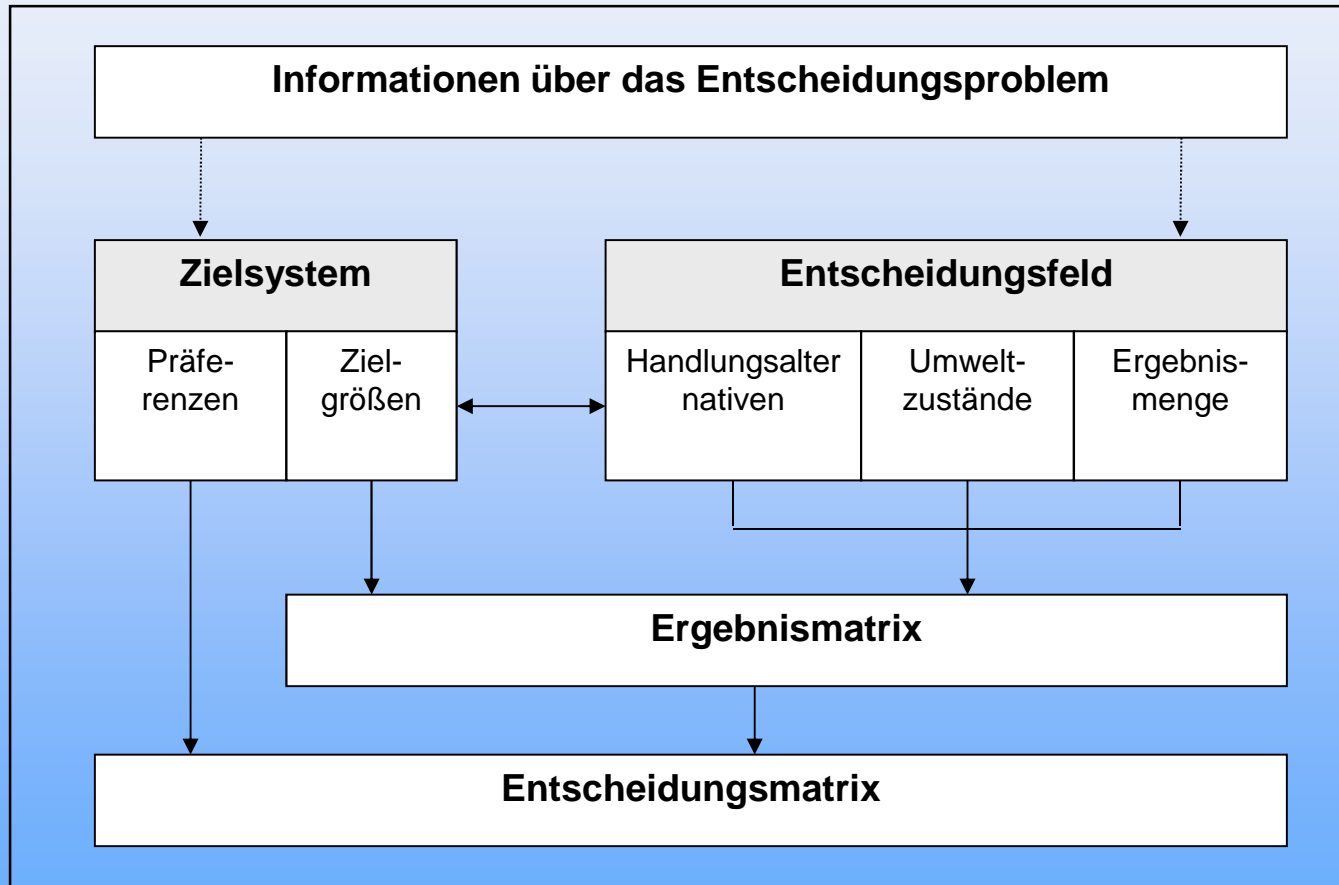 Informationen über das Entscheidungsproblem
Zielsystem
Präfe-
renzen
Ziel-
größen
Entscheidungsfeld
Handlungsalter
nativen
Umwelt-
zustände
Ergebnis-
menge
Ergebnismatrix
Entscheidungsmatrix